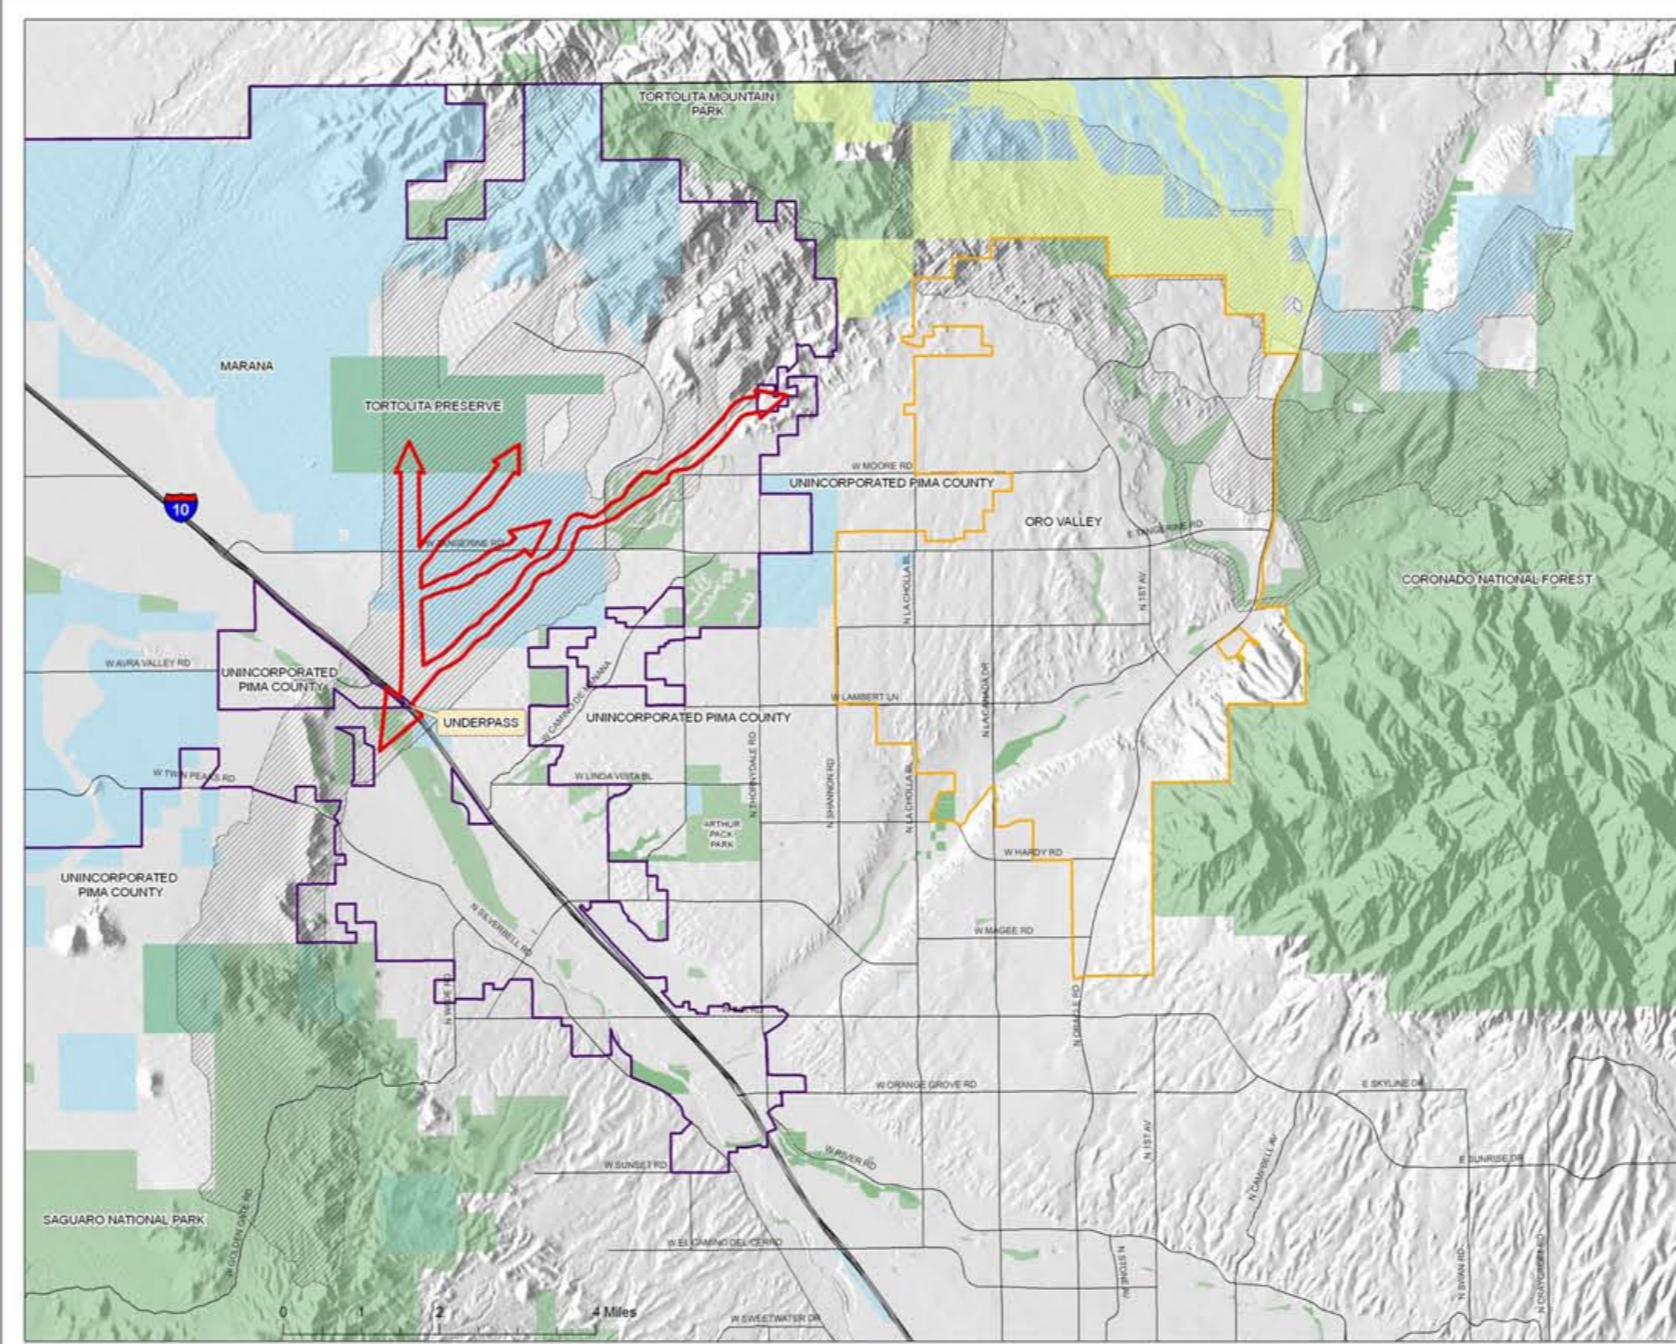 TORTOLITA MOUNTAIN
PARK
MARANA
TORTOLITA PRESERVE
W MOORE RD
UNINCORPORATED PIMA COUNTY
10
ORO VALLEY
E TANGERINE RD
W TANGERINE RD
CORONADO NATIONAL FOREST
N LA CHOLLA BL
N 1ST AV
W AVRA VALLEY RD
UNINCORPORATED
PIMA COUNTY
W CAMINO DE MANANA
W LAMBERT LN
N LA CANADA DR
UNDERPASS
UNINCORPORATED PIMA COUNTY
W TWIN PEAKS RD
W LINDA VISTA BL
N THORNYDALE RD
N SHANNON RD
N LA CHOLLA BL
ARTHUR
PACK
PARK
W HARDY RD
UNINCORPORATED
PIMA COUNTY
N SILVERBELL RD
W MAGEE RD
N ORACLE RD
W ORANGE GROVE RD
E SKYLINE DR
N 1ST AV
W RIVER RD
N CAMPBELL AV
E SUNRISE DR
W SUNSET RD
SAGUARO NATIONAL PARK
W GOLDEN GATE RD
W EL CAMINO DEL CERRO
N STONE AV
N SWAN RD
N CRAYCROFT RD
0 1 2 4 Miles
W SWEETWATER DR